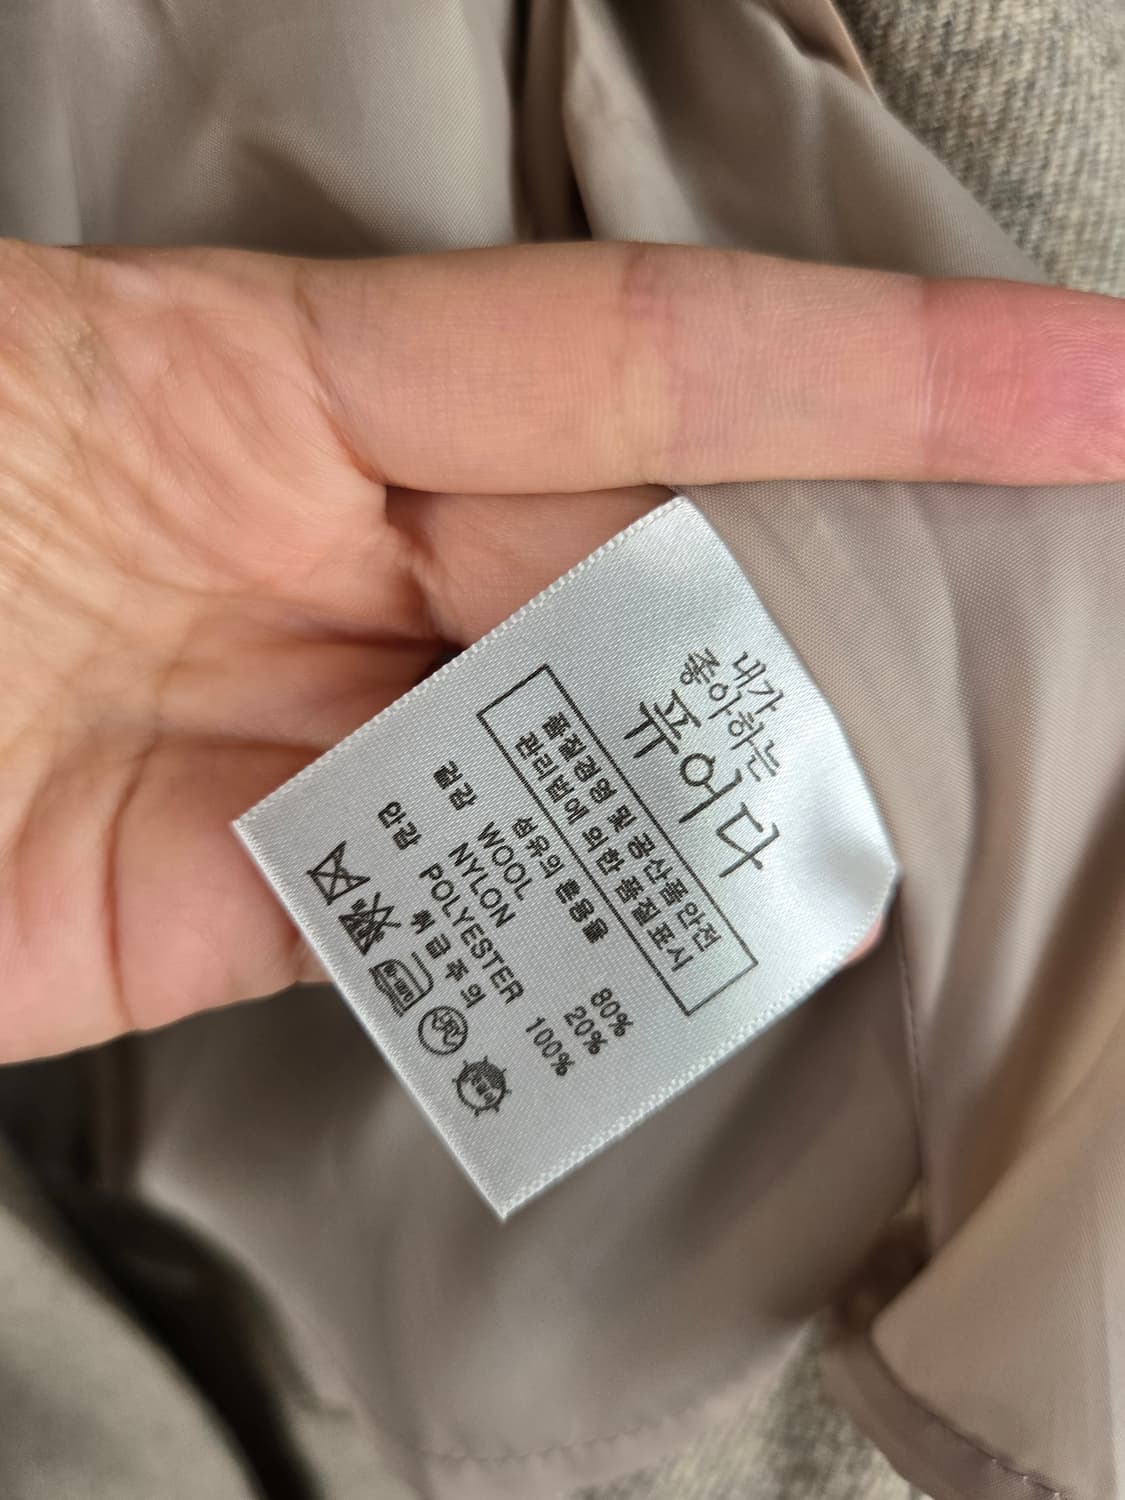 내가
좋아하는
퓨어다
품질경영 및 공산품안전
관리법에 의한 품질표시
섬유의 혼용율
겉감 WOOL 80%
NYLON 20%
안감 POLYESTER 100%
취급주의